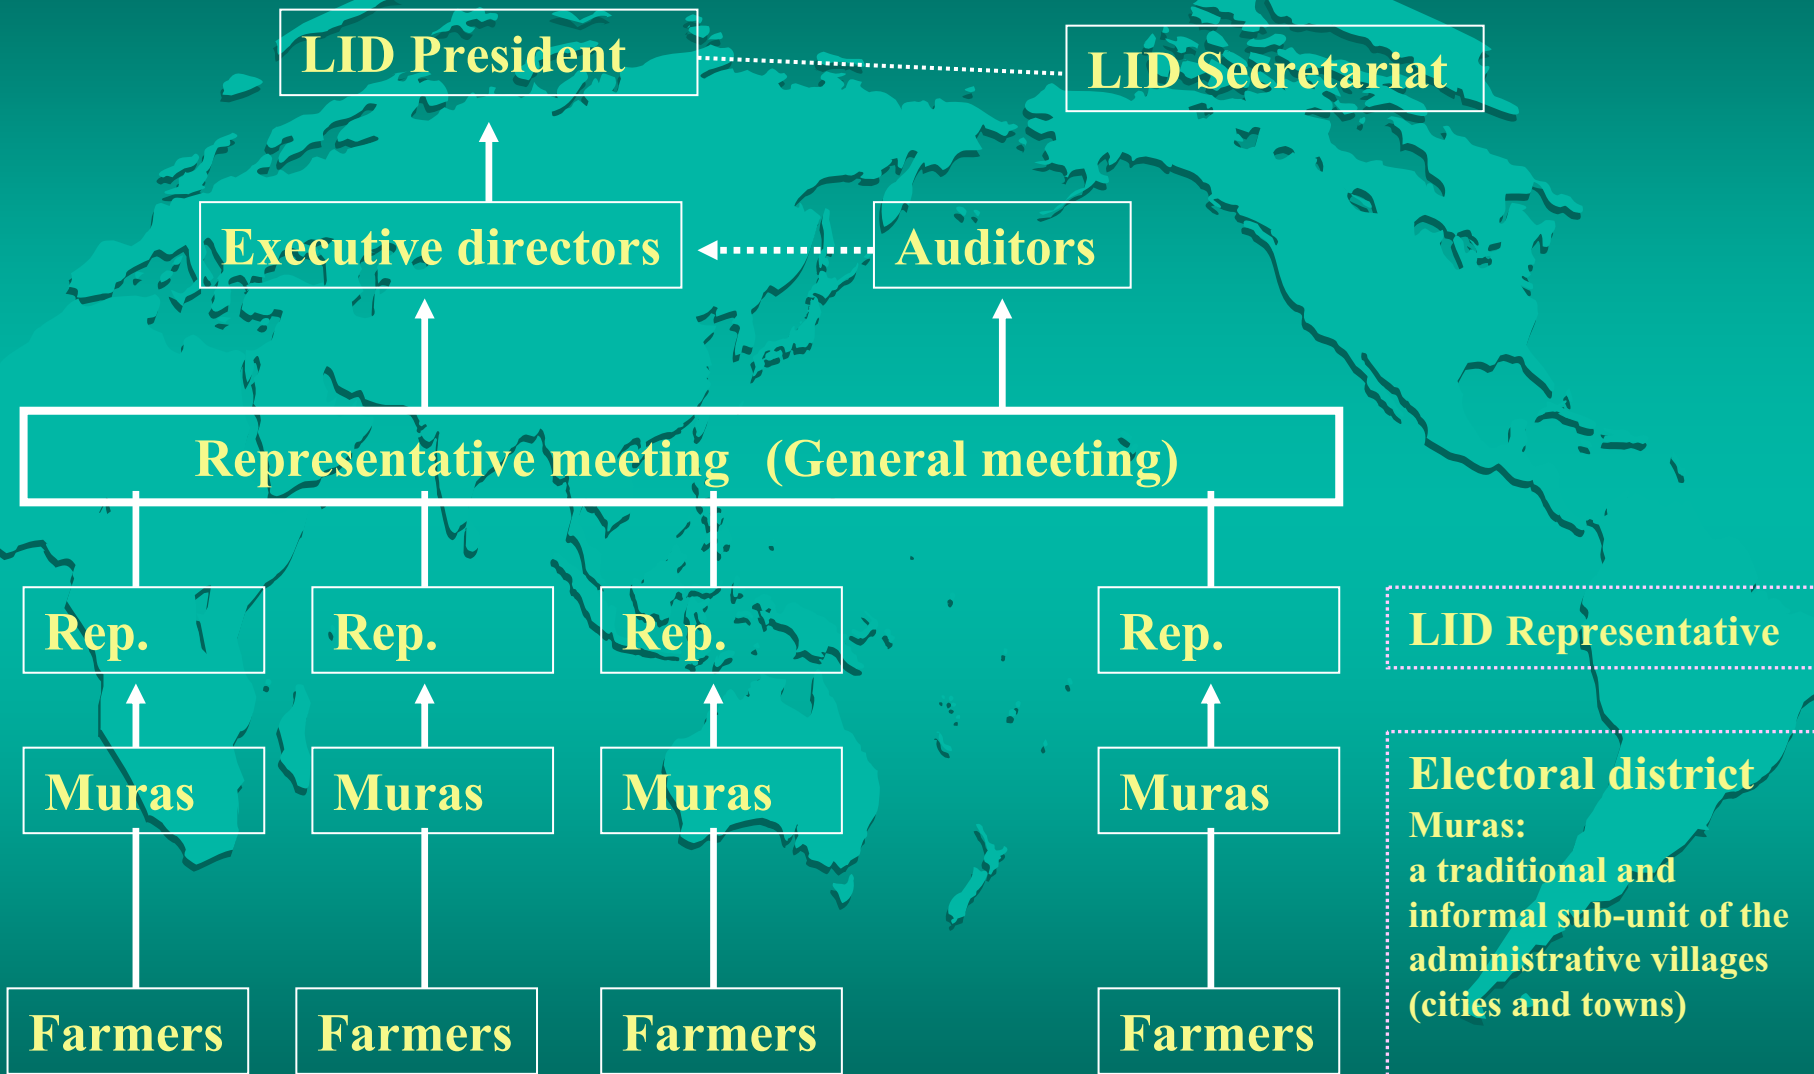 LID President
LID Secretariat
Executive directors
Auditors
Representative meeting (General meeting)
Rep.
Rep.
Rep.
Rep.
LID Representative
Muras
Muras
Muras
Muras
Electoral district
Muras:
a traditional and
informal sub-unit of the
administrative villages
(cities and towns)
Farmers
Farmers
Farmers
Farmers